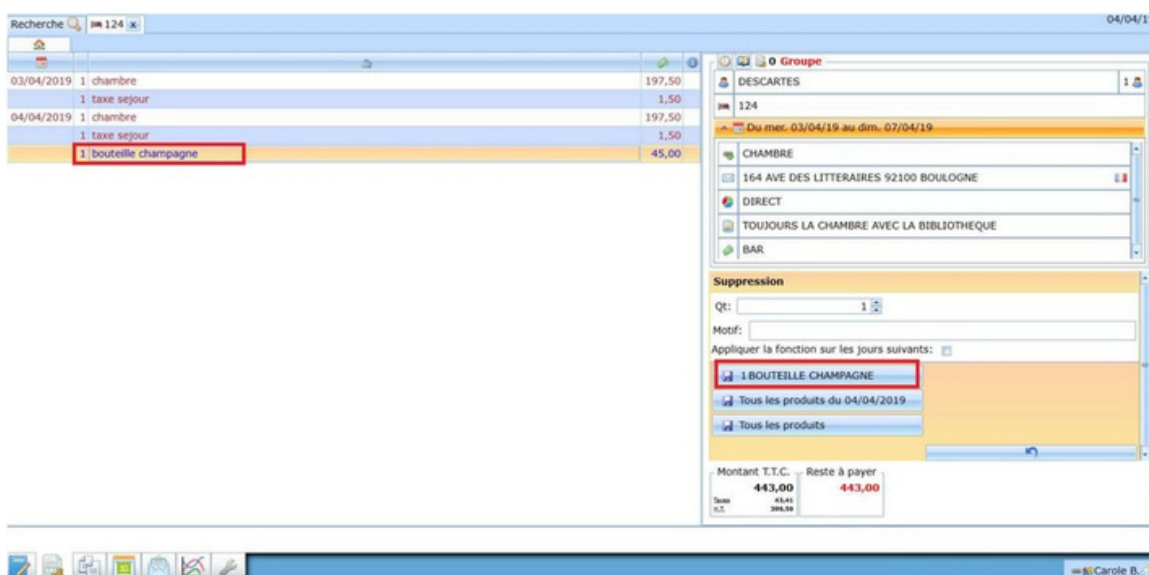 Recherche 124 x
04/04/1
03/04/2019 1 chambre 197,50
1 taxe sejour 1,50
04/04/2019 1 chambre 197,50
1 taxe sejour 1,50
1 bouteille champagne 45,00
0 Groupe
DESCARTES 1
124
Du mer. 03/04/19 au dim. 07/04/19
CHAMBRE
164 AVE DES LITTERAIRES 92100 BOULOGNE
DIRECT
TOUJOURS LA CHAMBRE AVEC LA BIBLIOTHEQUE
BAR
Suppression
Qt: 1
Motif:
Appliquer la fonction sur les jours suivants:
1 BOUTEILLE CHAMPAGNE
Tous les produits du 04/04/2019
Tous les produits
Montant T.T.C. Reste à payer
443,00 443,00
Taxes 43,41
H.T. 399,59
Carole B.